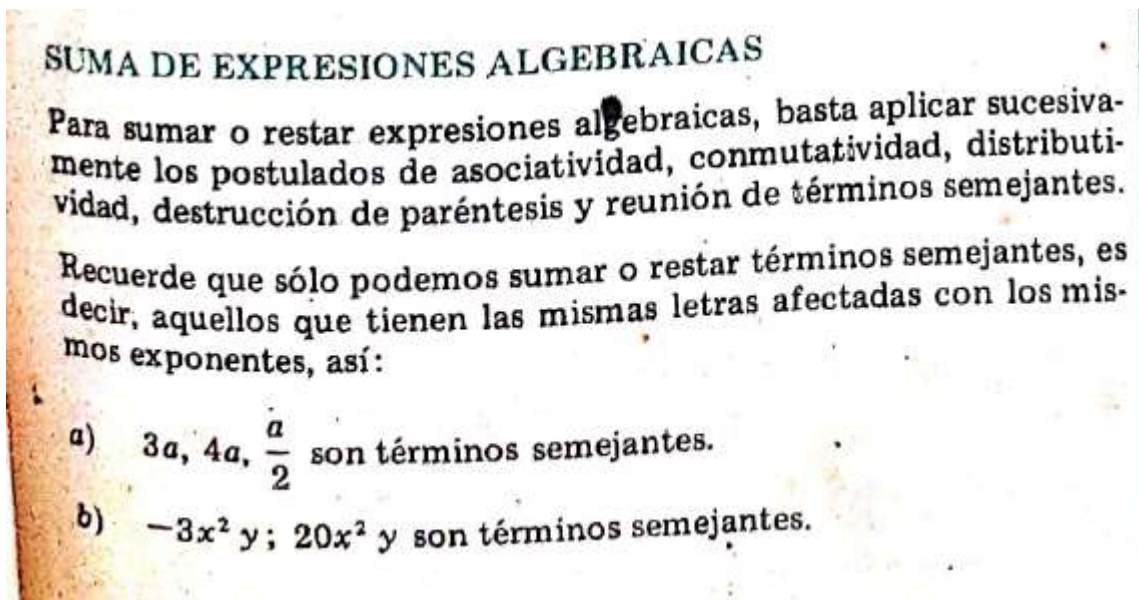 SUMA DE EXPRESIONES ALGEBRAICAS
Para sumar o restar expresiones algebraicas, basta aplicar sucesiva-
mente los postulados de asociatividad, conmutatividad, distributi-
vidad, destrucción de paréntesis y reunión de términos semejantes.
Recuerde que sólo podemos sumar o restar términos semejantes, es
decir, aquellos que tienen las mismas letras afectadas con los mis-
mos exponentes, así:
a) 3a, 4a, a/2 son términos semejantes.
b) −3x² y; 20x² y son términos semejantes.